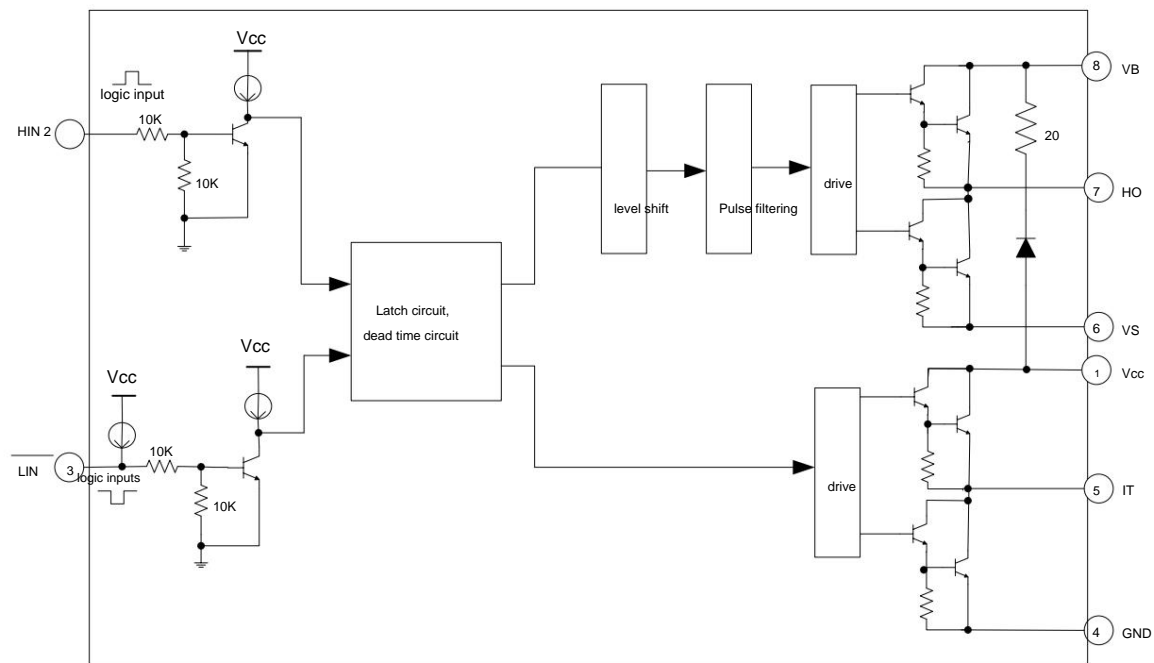 Vcc
logic input
HIN 2
10K
10K
Vcc
Vcc
LIN
3
logic inputs
10K
10K
Latch circuit,
dead time circuit
level shift
Pulse filtering
drive
drive
20
8 VB
7 HO
6 VS
1 Vcc
5 IT
4 GND